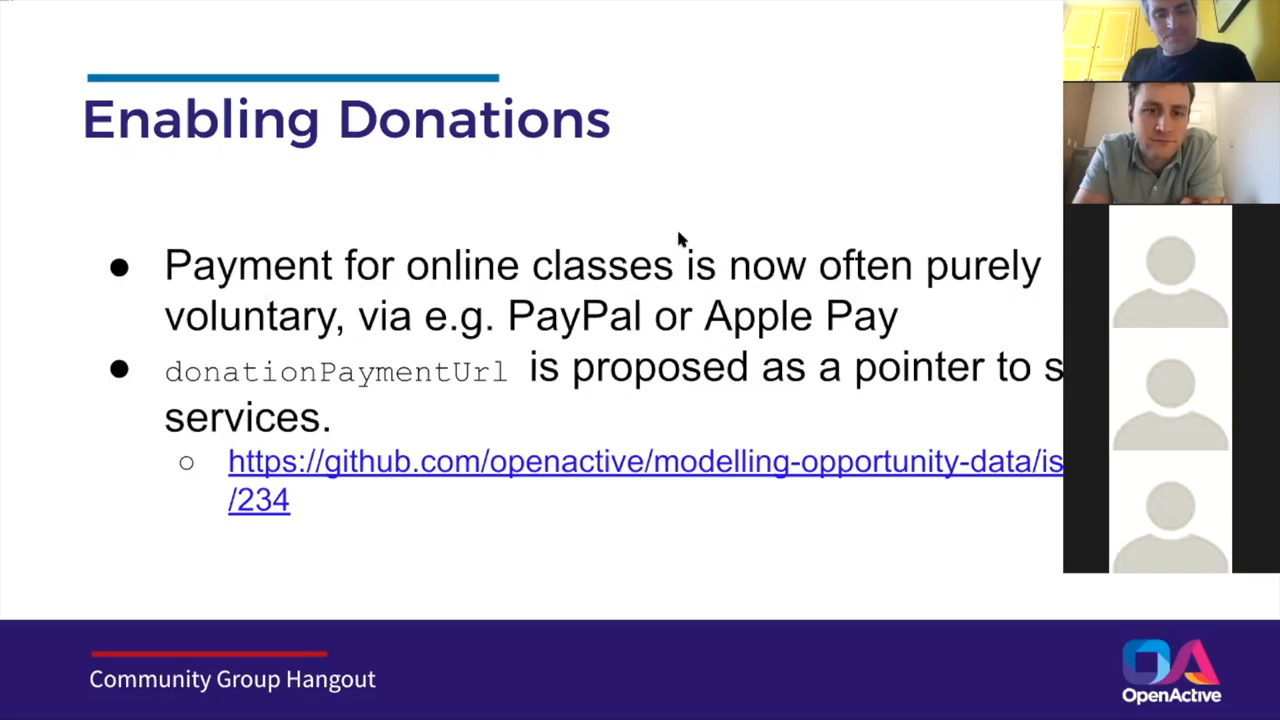 Enabling Donations
● Payment for online classes is now often purely
voluntary, via e.g. PayPal or Apple Pay
● donationPaymentUrl is proposed as a pointer to s
services.
○ https://github.com/openactive/modelling-opportunity-data/is
/234
Community Group Hangout
OA
OpenActive